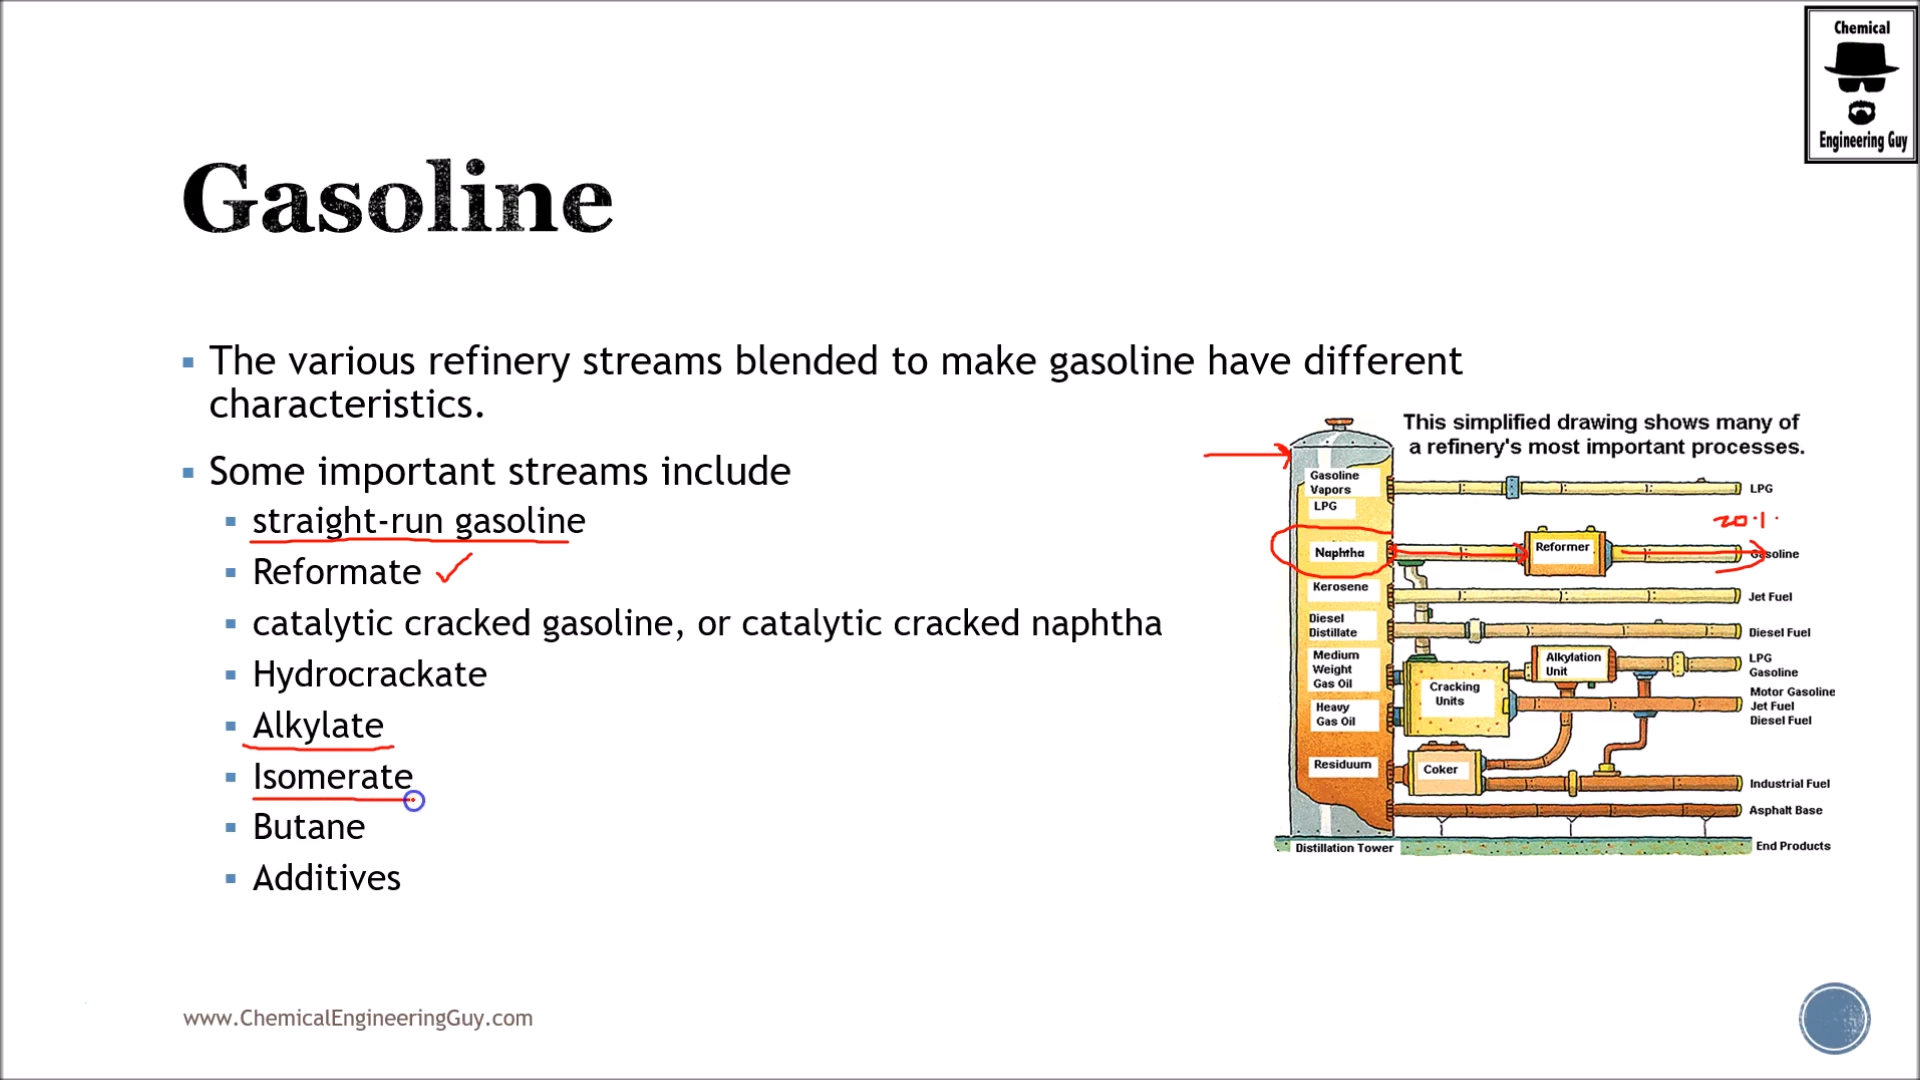 Chemical
Engineering Guy
Gasoline
The various refinery streams blended to make gasoline have different
characteristics.
Some important streams include
straight-run gasoline
Reformate
catalytic cracked gasoline, or catalytic cracked naphtha
Hydrocrackate
Alkylate
Isomerate
Butane
Additives
This simplified drawing shows many of
a refinery's most important processes.
Gasoline
Vapors
LPG
Naphtha
Kerosene
Diesel
Distillate
Medium
Weight
Gas Oil
Heavy
Gas Oil
Residuum
Distillation Tower
Reformer
Cracking
Units
Alkylation
Unit
Coker
LPG
Gasoline
Jet Fuel
Diesel Fuel
LPG
Gasoline
Motor Gasoline
Jet Fuel
Diesel Fuel
Industrial Fuel
Asphalt Base
End Products
www.ChemicalEngineeringGuy.com